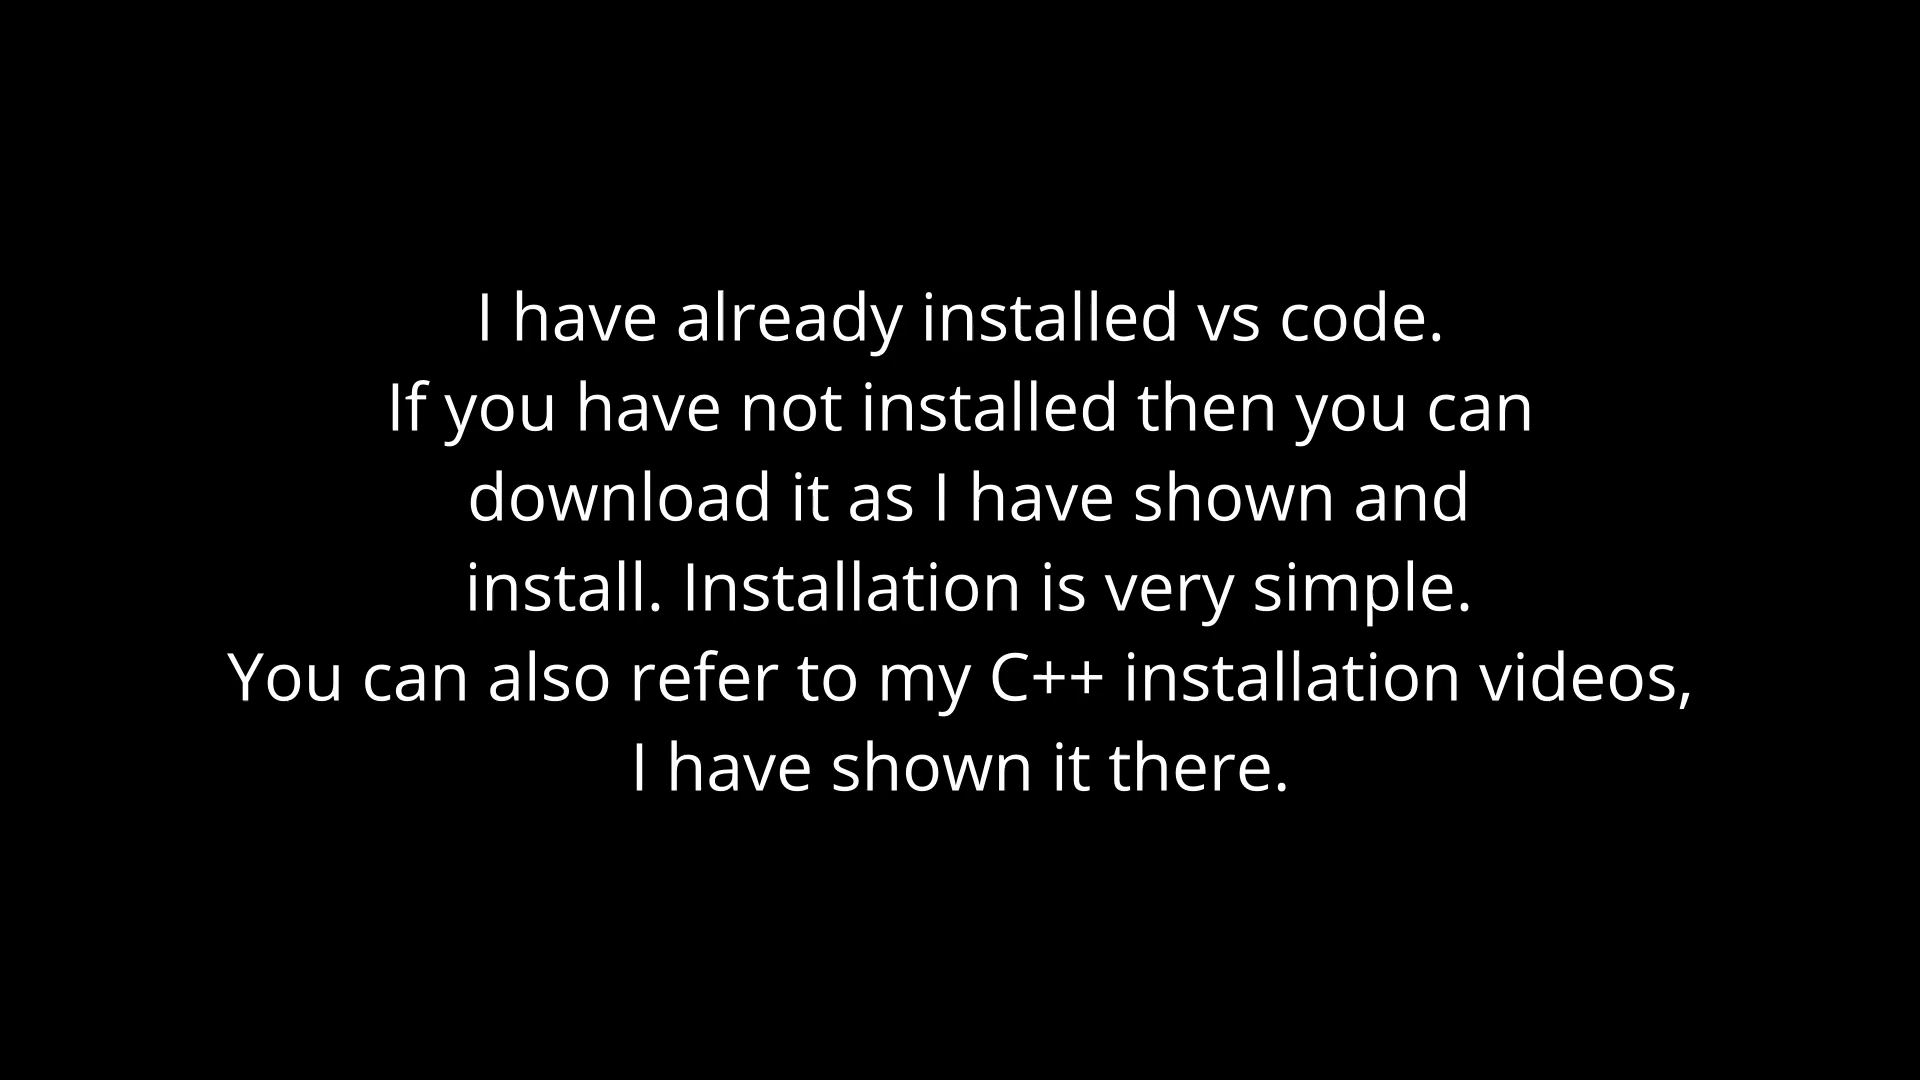 I have already installed vs code.
If you have not installed then you can
download it as I have shown and
install. Installation is very simple.
You can also refer to my C++ installation videos,
I have shown it there.